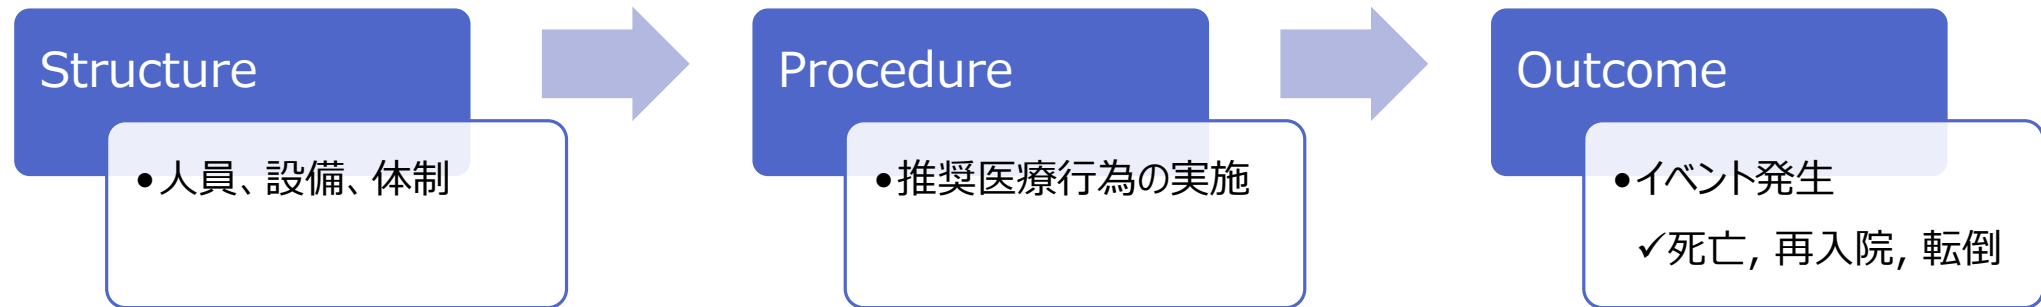 Structure
•人員、設備、体制
Procedure
•推奨医療行為の実施
Outcome
•イベント発生
✓死亡, 再入院, 転倒